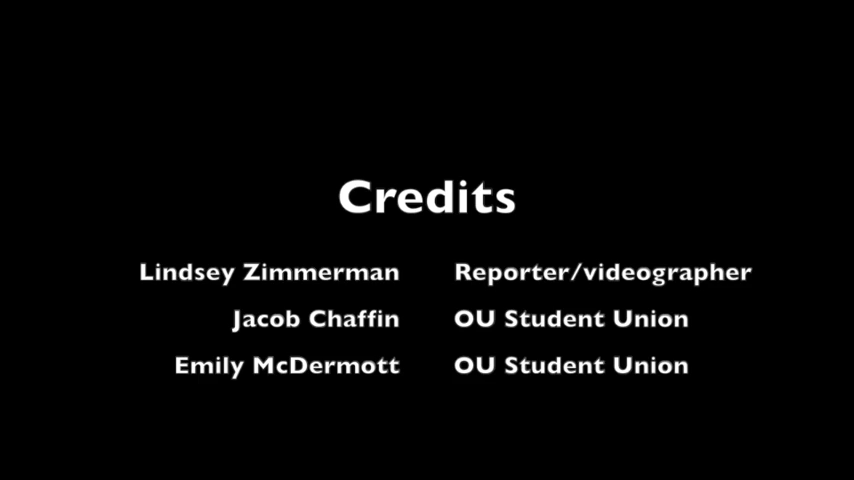 Credits
Lindsey Zimmerman Reporter/videographer
Jacob Chaffin OU Student Union
Emily McDermott OU Student Union